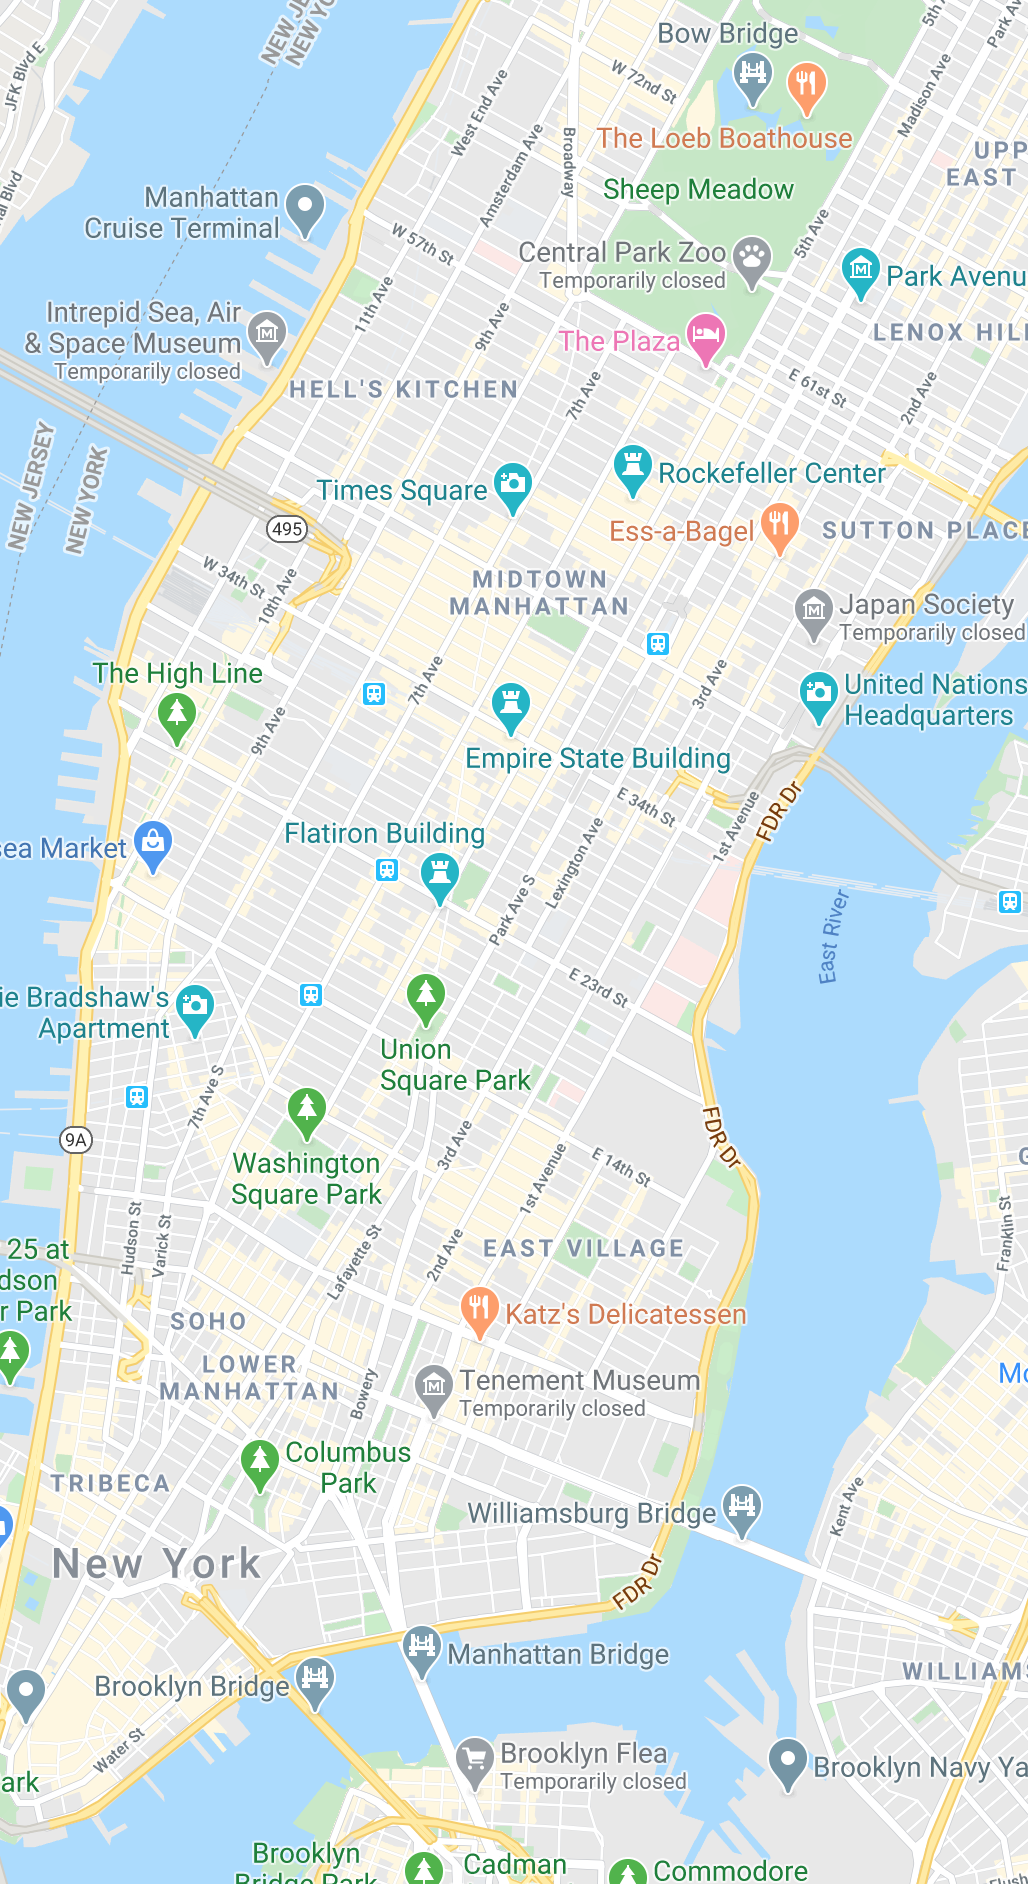 NEW JE
NEW YO
5th A
Park Av
Bow Bridge
JFK Blvd E
W 72nd St
West End Ave
Madison Ave
The Loeb Boathouse
Broadway
Amsterdam Ave
UPP
EAST
al Blvd
Sheep Meadow
Manhattan
Cruise Terminal
W 57th St
5th Ave
Central Park Zoo
Temporarily closed
Park Avenu
11th Ave
Intrepid Sea, Air
& Space Museum
Temporarily closed
9th Ave
The Plaza
LENOX HIL
HELL'S KITCHEN
7th Ave
E 61st St
2nd Ave
NEW JERSEY
NEW YORK
Times Square
Rockefeller Center
495
Ess-a-Bagel
SUTTON PLACE
W 34th St
10th Ave
MIDTOWN
MANHATTAN
Japan Society
Temporarily closed
The High Line
7th Ave
3rd Ave
United Nations
Headquarters
9th Ave
Empire State Building
E 34th St
FDR Dr
1st Avenue
sea Market
Flatiron Building
Lexington Ave
Park Ave S
East River
E 23rd St
ie Bradshaw's
Apartment
Union
Square Park
7th Ave S
9A
FDR Dr
3rd Ave
Washington
Square Park
E 14th St
1st Avenue
G
Hudson St
Varick St
Franklin St
25 at
dson
r Park
Lafayette St
2nd Ave
EAST VILLAGE
SOHO
Katz's Delicatessen
LOWER
MANHATTAN
Bowery
Tenement Museum
Temporarily closed
Mc
Columbus
Park
TRIBECA
Williamsburg Bridge
Kent Ave
New York
FDR Dr
Manhattan Bridge
Brooklyn Bridge
WILLIAMS
Water St
Brooklyn Flea
Temporarily closed
Brooklyn Navy Ya
ark
Brooklyn
Bridge Park
Cadman
Commodore
Flush